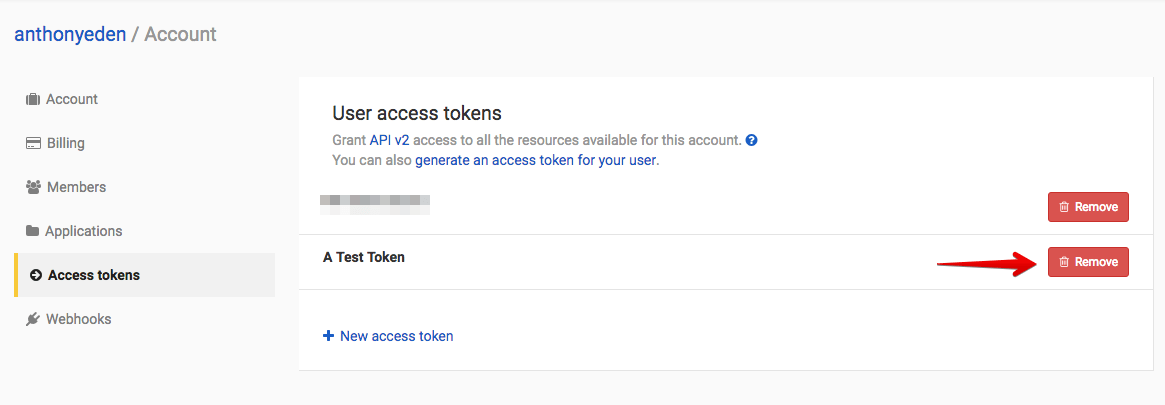 anthonyeden / Account
Account
Billing
Members
Applications
Access tokens
Webhooks
User access tokens
Grant API v2 access to all the resources available for this account. ?
You can also generate an access token for your user.
Remove
A Test Token
Remove
+ New access token